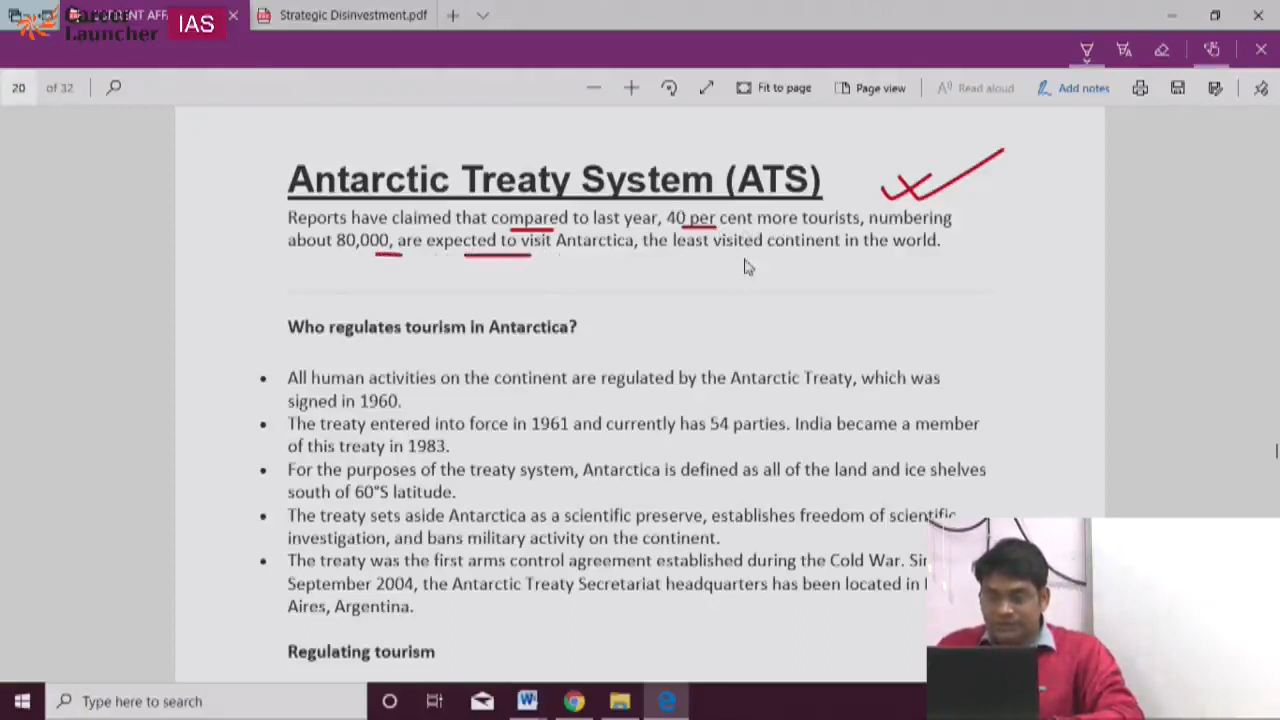 CURRENT AFF
Strategic Disinvestment.pdf
Career
Launcher
IAS
20 of 32
Fit to page
Page view
Read aloud
Add notes
Antarctic Treaty System (ATS)
Reports have claimed that compared to last year, 40 per cent more tourists, numbering
about 80,000, are expected to visit Antarctica, the least visited continent in the world.
Who regulates tourism in Antarctica?
• All human activities on the continent are regulated by the Antarctic Treaty, which was
signed in 1960.
• The treaty entered into force in 1961 and currently has 54 parties. India became a member
of this treaty in 1983.
• For the purposes of the treaty system, Antarctica is defined as all of the land and ice shelves
south of 60°S latitude.
• The treaty sets aside Antarctica as a scientific preserve, establishes freedom of scientific
investigation, and bans military activity on the continent.
• The treaty was the first arms control agreement established during the Cold War.
September 2004, the Antarctic Treaty Secretariat headquarters has been located in
Aires, Argentina.
Regulating tourism
Type here to search